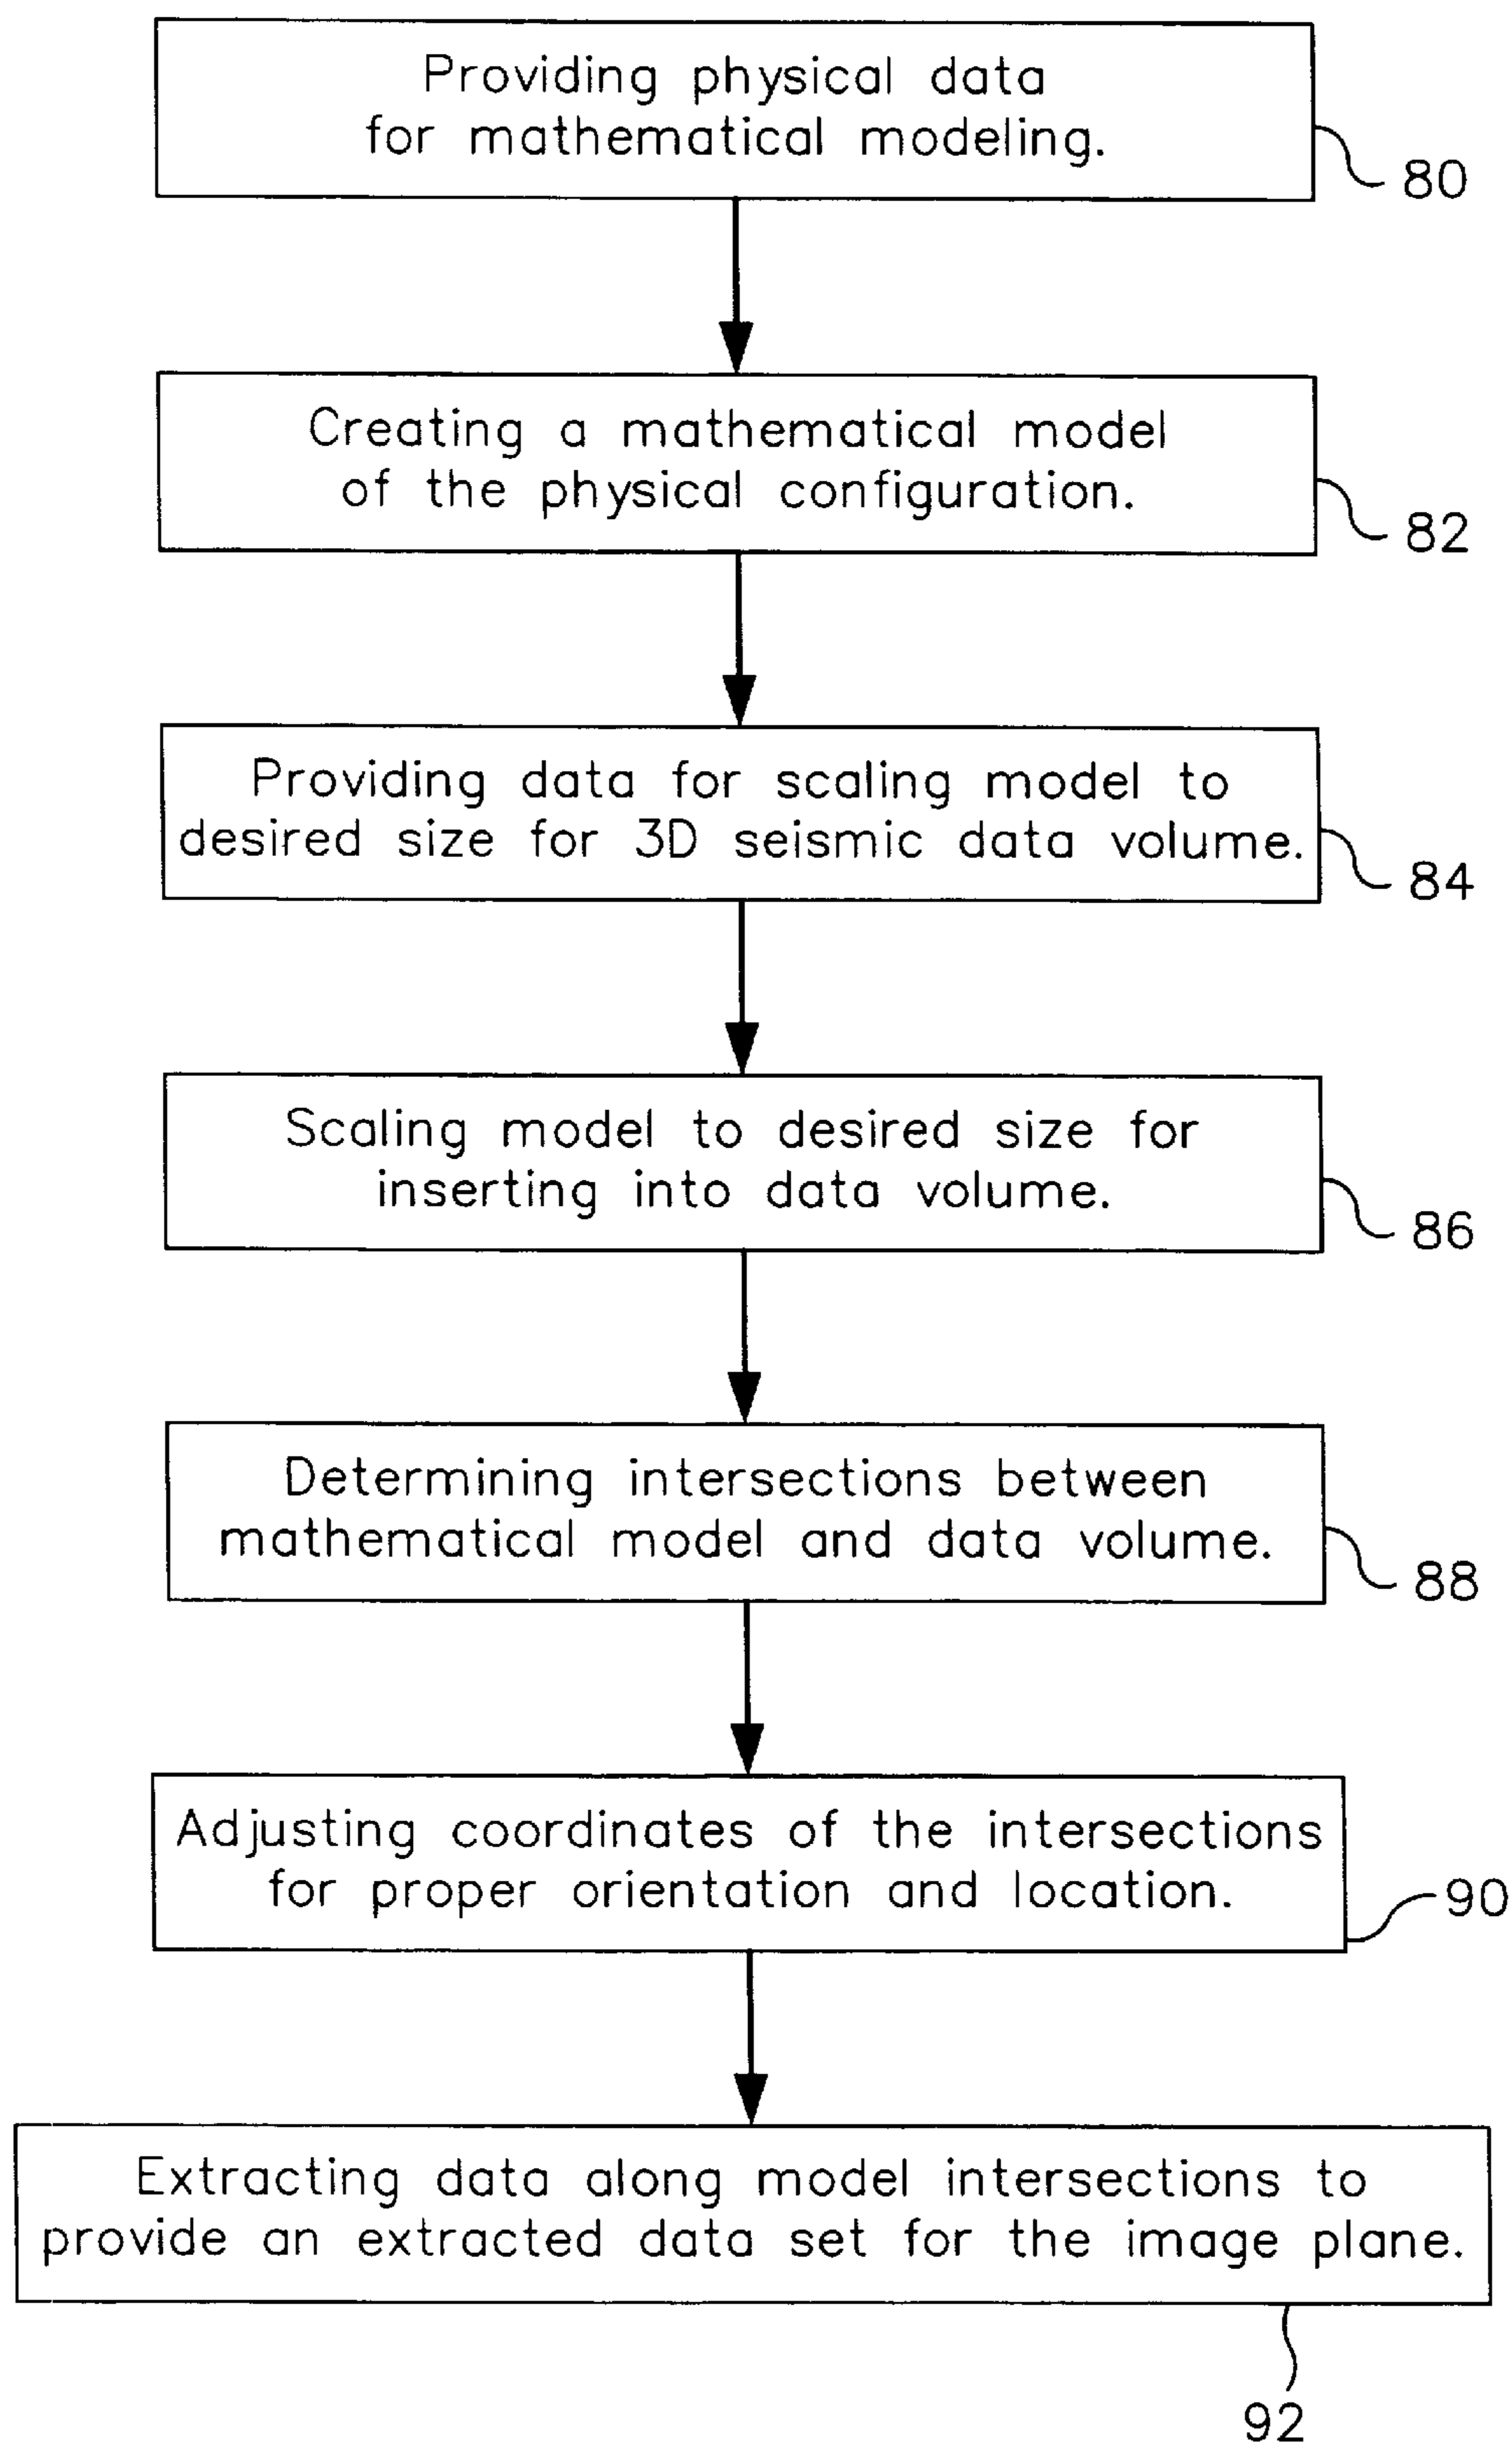 Providing physical data
for mathematical modeling.
80
Creating a mathematical model
of the physical configuration.
82
Providing data for scaling model to
desired size for 3D seismic data volume.
84
Scaling model to desired size for
inserting into data volume.
86
Determining intersections between
mathematical model and data volume.
88
Adjusting coordinates of the intersections
for proper orientation and location.
90
Extracting data along model intersections to
provide an extracted data set for the image plane.
92